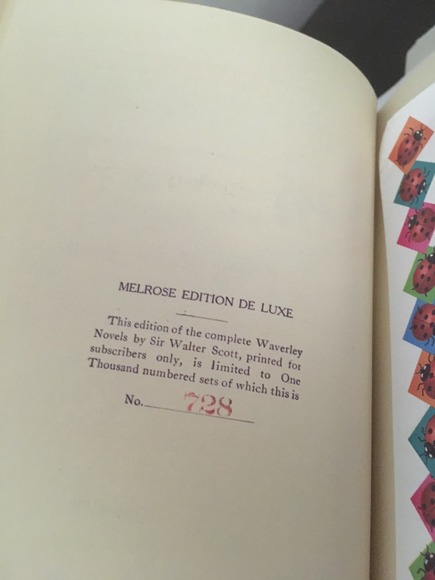 MELROSE EDITION DE LUXE
This edition of the complete Waverley
Novels by Sir Walter Scott, printed for
subscribers only, is limited to One
Thousand numbered sets of which this is
No. 728